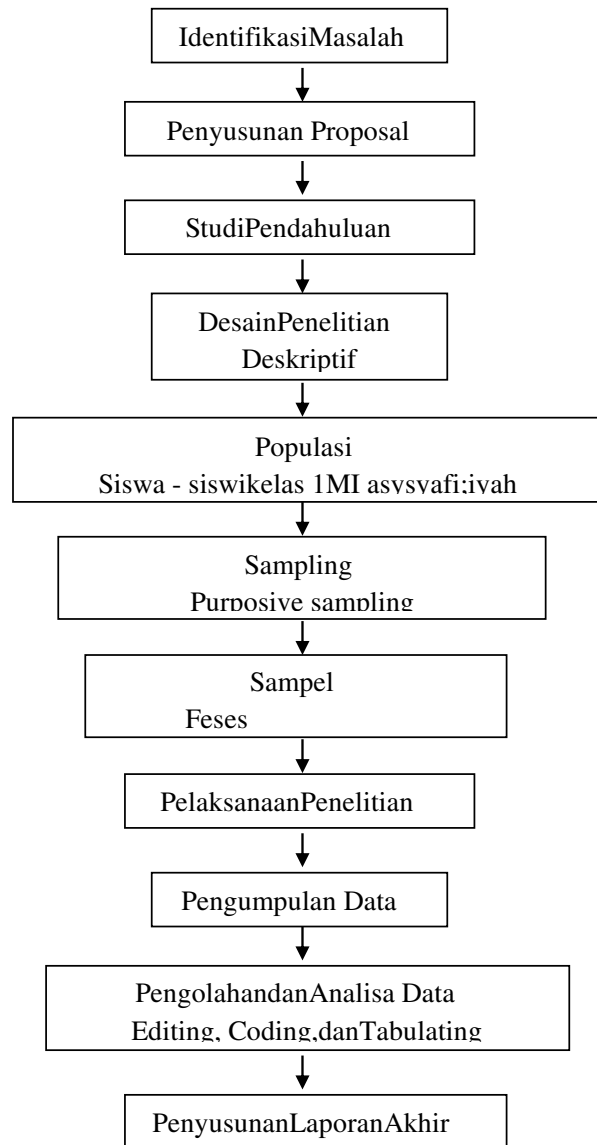 IdentifikasiMasalah
Penyusunan Proposal
StudiPendahuluan
DesainPenelitian
Deskriptif
Populasi
Siswa - siswikelas 1MI asysyafi;iyah
Sampling
Purposive sampling
Sampel
Feses
PelaksanaanPenelitian
Pengumpulan Data
PengolahandanAnalisa Data
Editing, Coding,danTabulating
PenyusunanLaporanAkhir